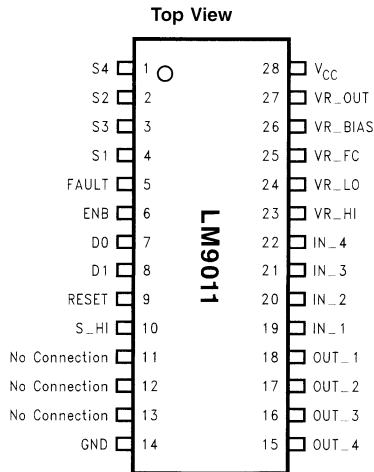 Top View
S4 1 28 VCC
S2 2 27 VR_OUT
S3 3 26 VR_BIAS
S1 4 25 VR_FC
FAULT 5 24 VR_LO
ENB 6 23 VR_HI
D0 7 22 IN_4
D1 8 21 IN_3
RESET 9 20 IN_2
S_HI 10 19 IN_1
No Connection 11 18 OUT_1
No Connection 12 17 OUT_2
No Connection 13 16 OUT_3
GND 14 15 OUT_4
LM9011